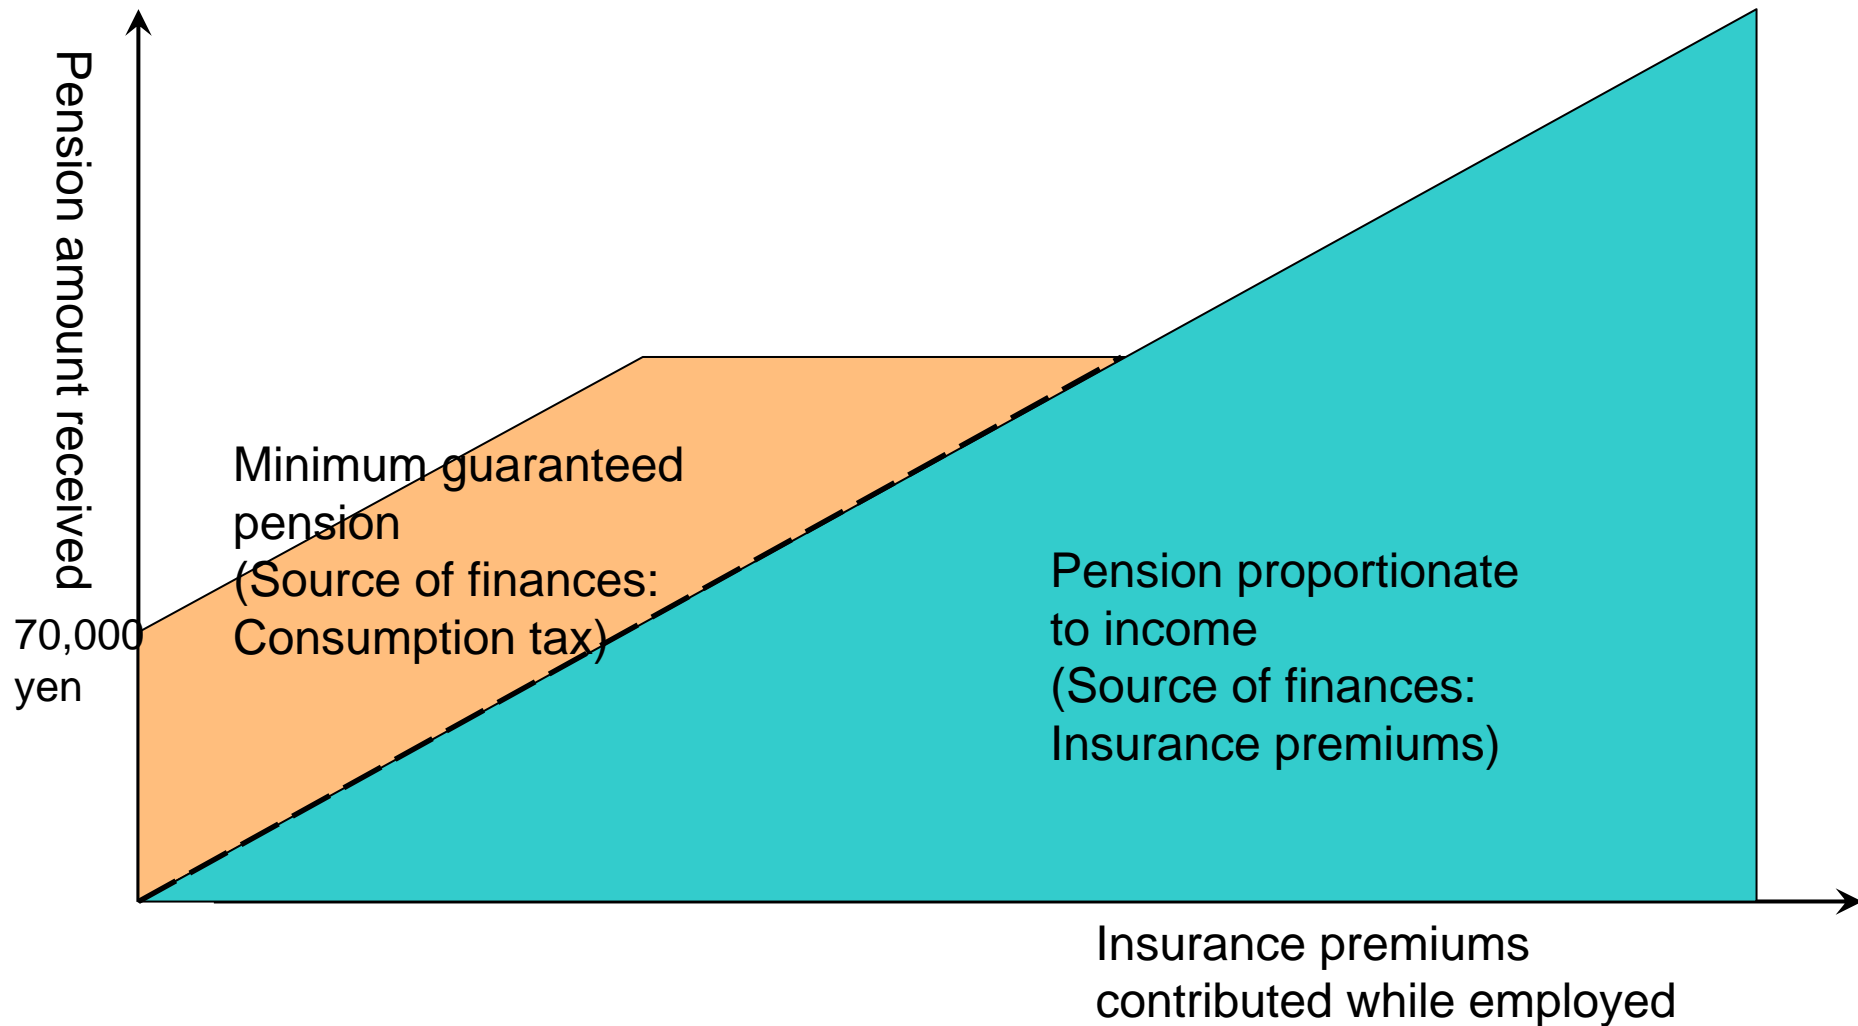 Pension amount received
70,000
yen
Minimum guaranteed
pension
(Source of finances:
Consumption tax)
Pension proportionate
to income
(Source of finances:
Insurance premiums)
Insurance premiums
contributed while employed